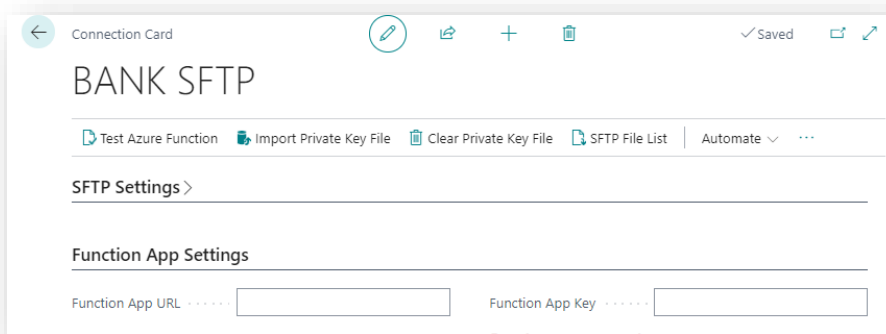 Connection Card
Saved
BANK SFTP
Test Azure Function Import Private Key File Clear Private Key File SFTP File List Automate ...
SFTP Settings
Function App Settings
Function App URL Function App Key